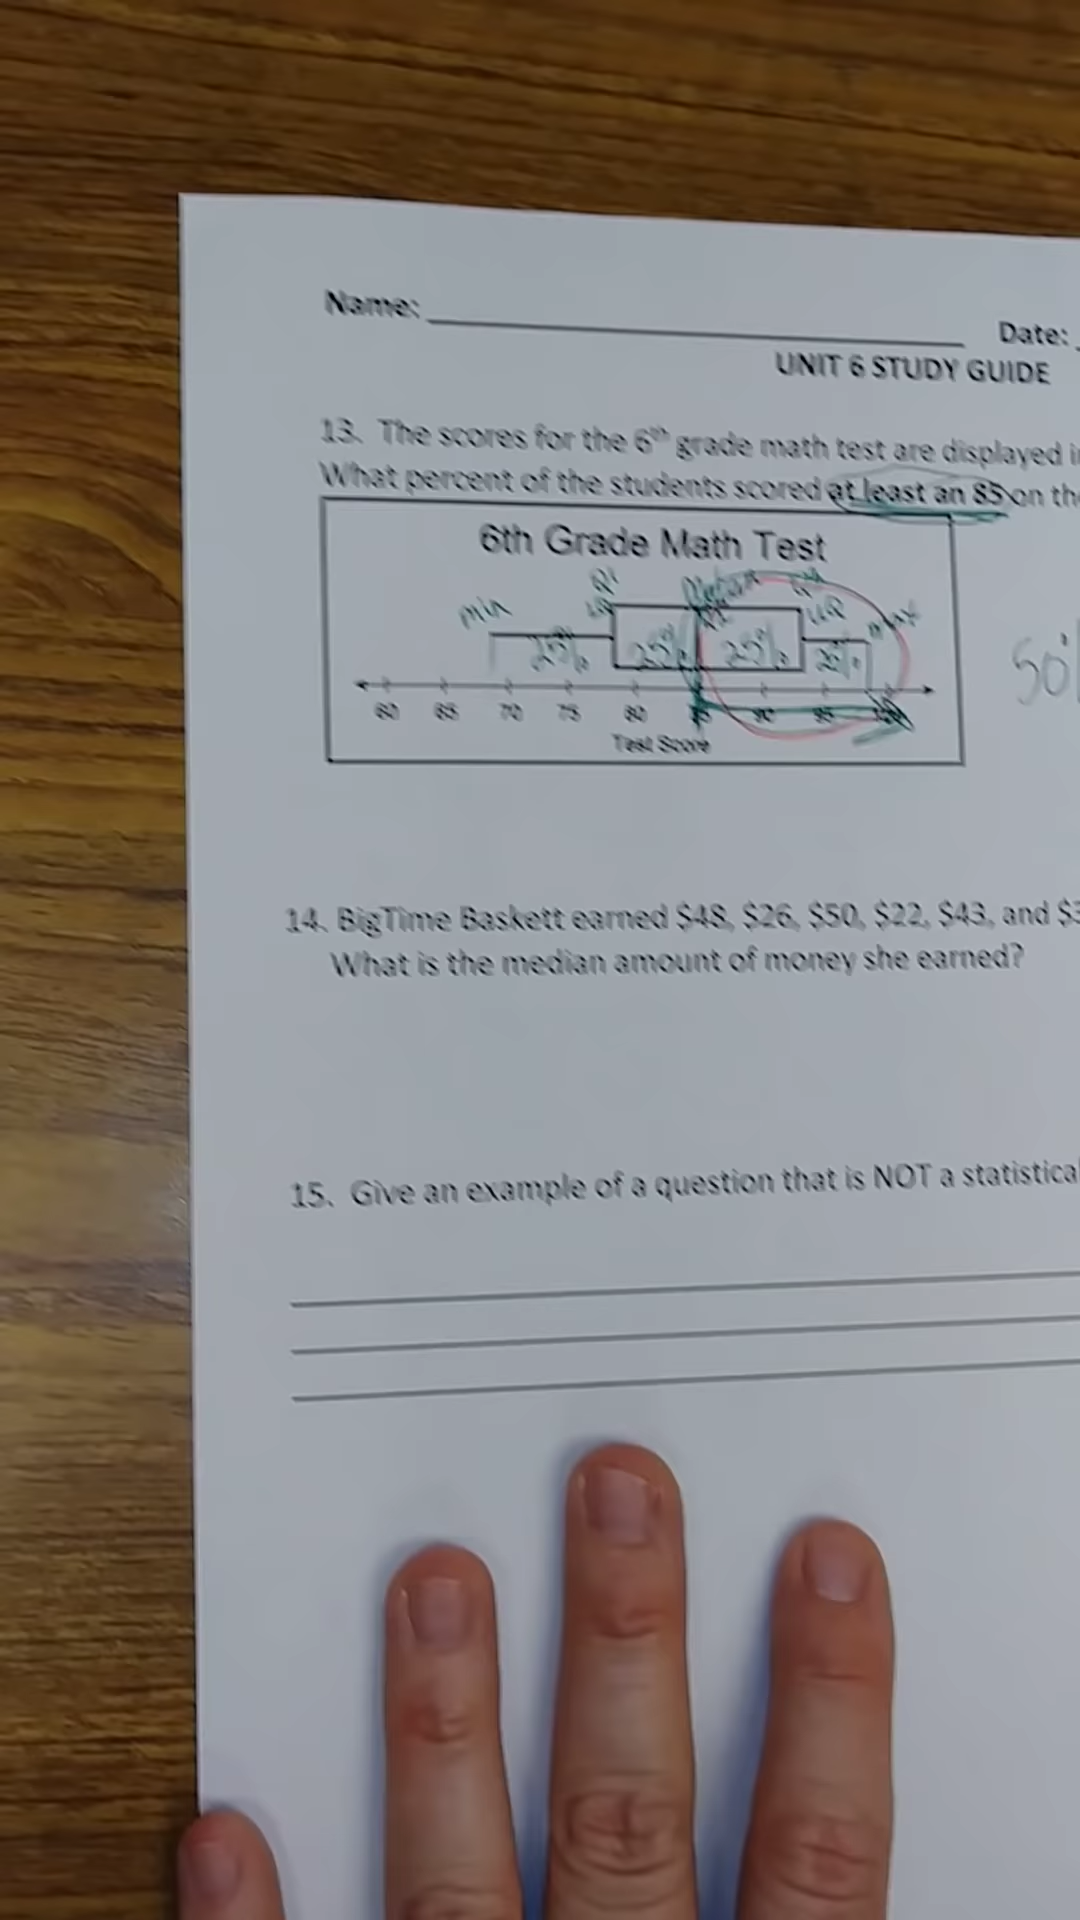 Name: Date:
UNIT 6 STUDY GUIDE
13. The scores for the 6th grade math test are displayed
What percent of the students scored at least an 85 on
6th Grade Math Test
Q1 Median
min LQ UQ max
25% 25% 25% 25%
50%
60 65 70 75 80 85 90 95 100
Test Score
14. BigTime Baskett earned $48, $26, $50, $22, $43, and
What is the median amount of money she earned?
15. Give an example of a question that is NOT a statistical